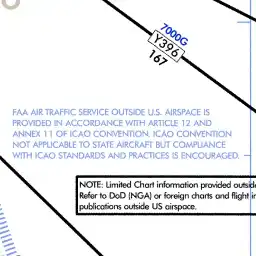 7000G
Y396
167
FAA AIR TRAFFIC SERVICE OUTSIDE U.S. AIRSPACE IS
PROVIDED IN ACCORDANCE WITH ARTICLE 12 AND
ANNEX 11 OF ICAO CONVENTION. ICAO CONVENTION
NOT APPLICABLE TO STATE AIRCRAFT BUT COMPLIANCE
WITH ICAO STANDARDS AND PRACTICES IS ENCOURAGED.
NOTE: Limited Chart information provided outside
Refer to DoD (NGA) or foreign charts and flight in
publications outside US airspace.